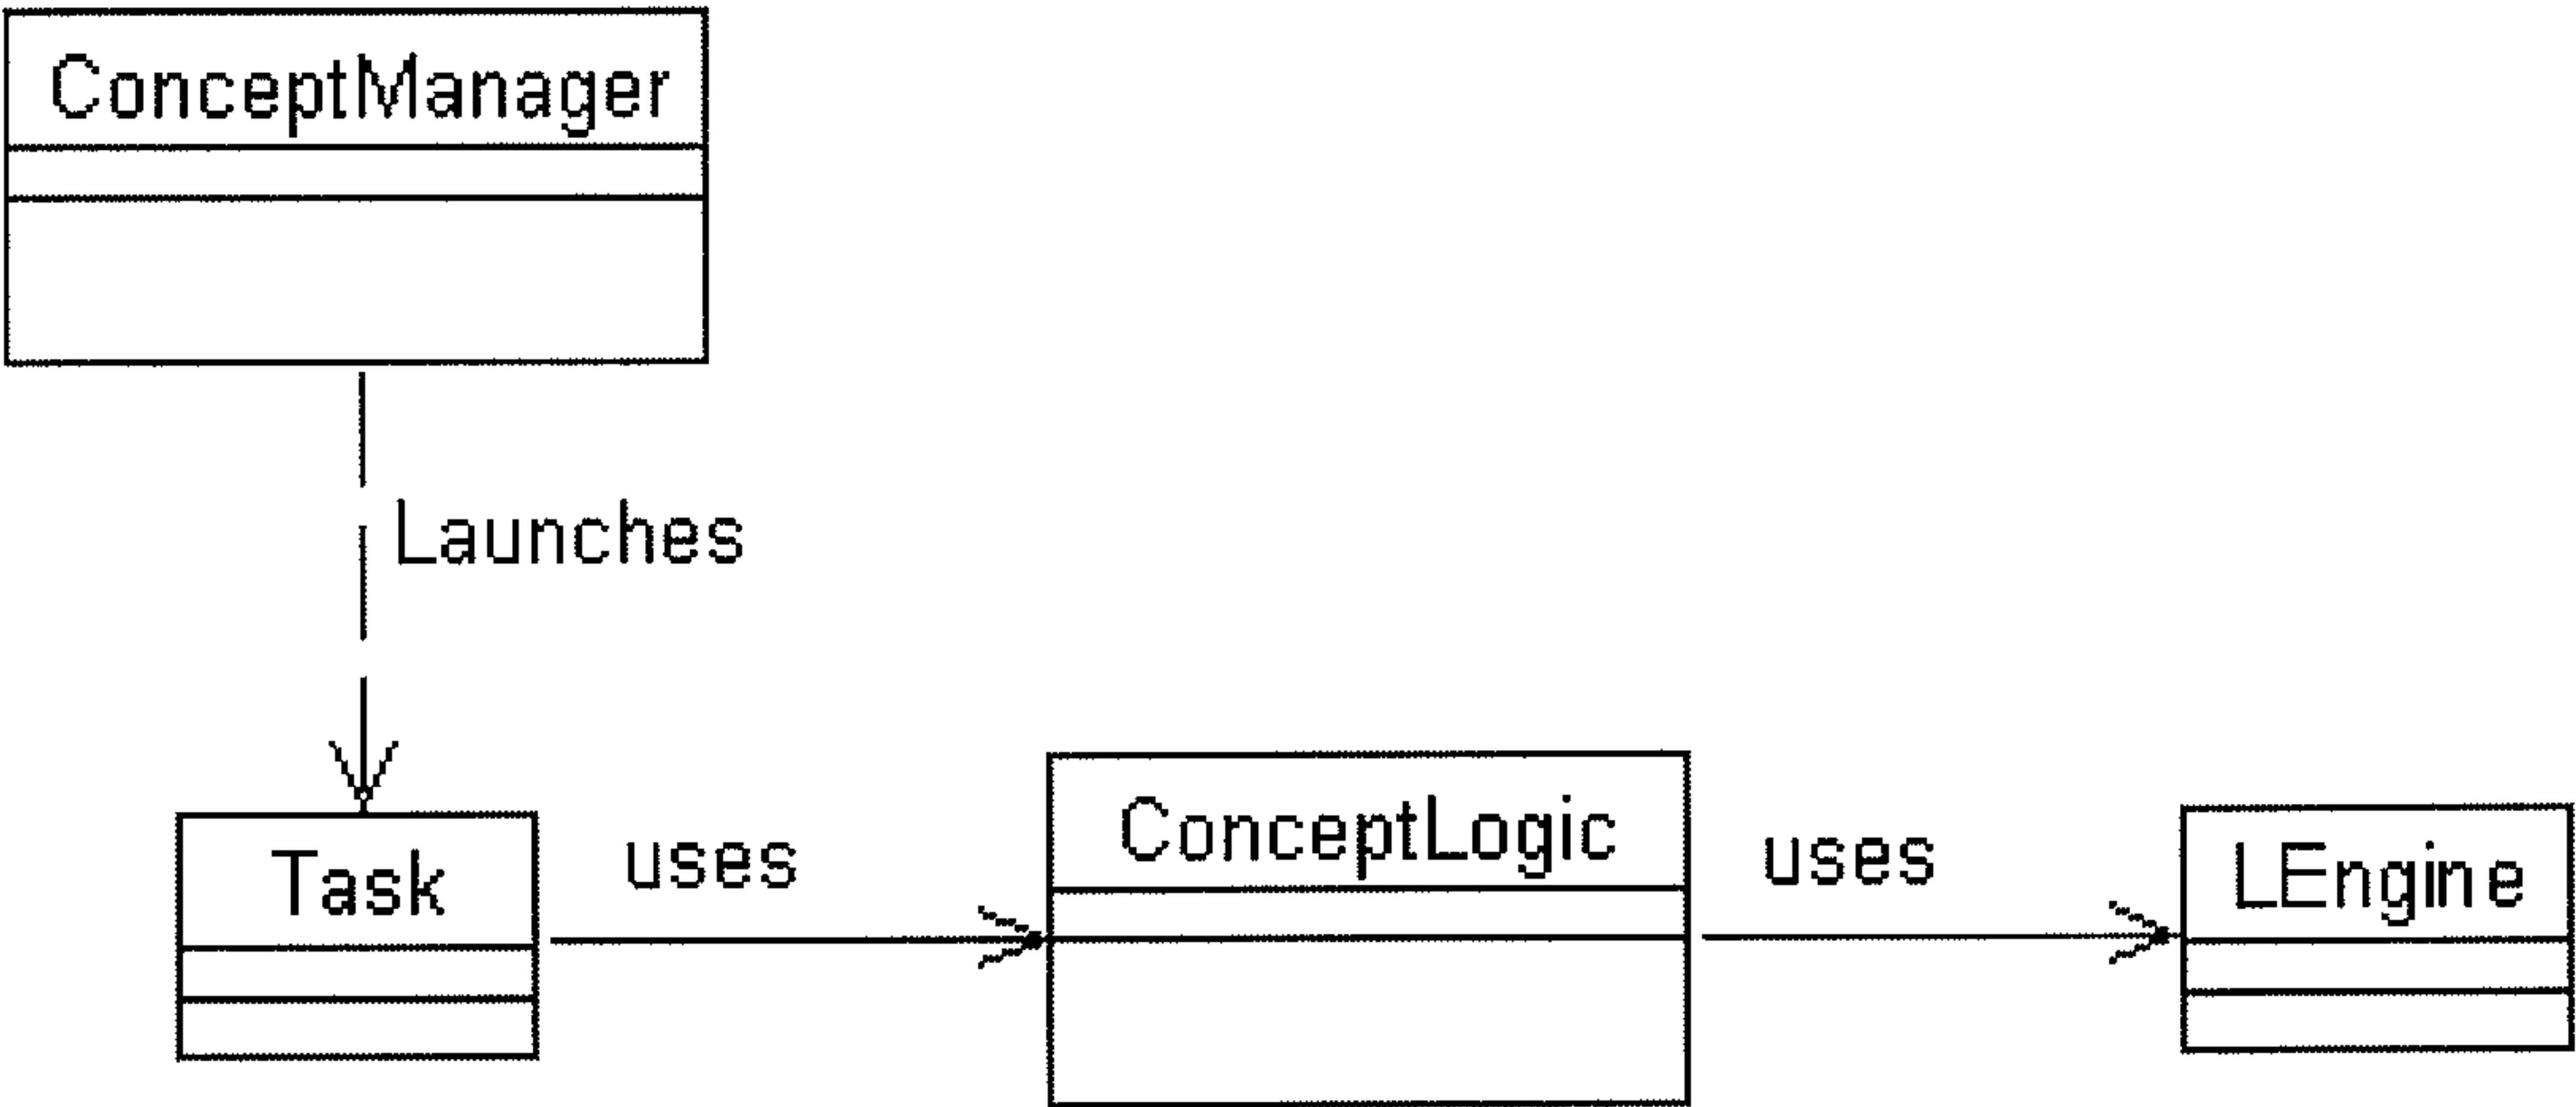 ConceptManager
Launches
Task
uses
ConceptLogic
uses
LEngine